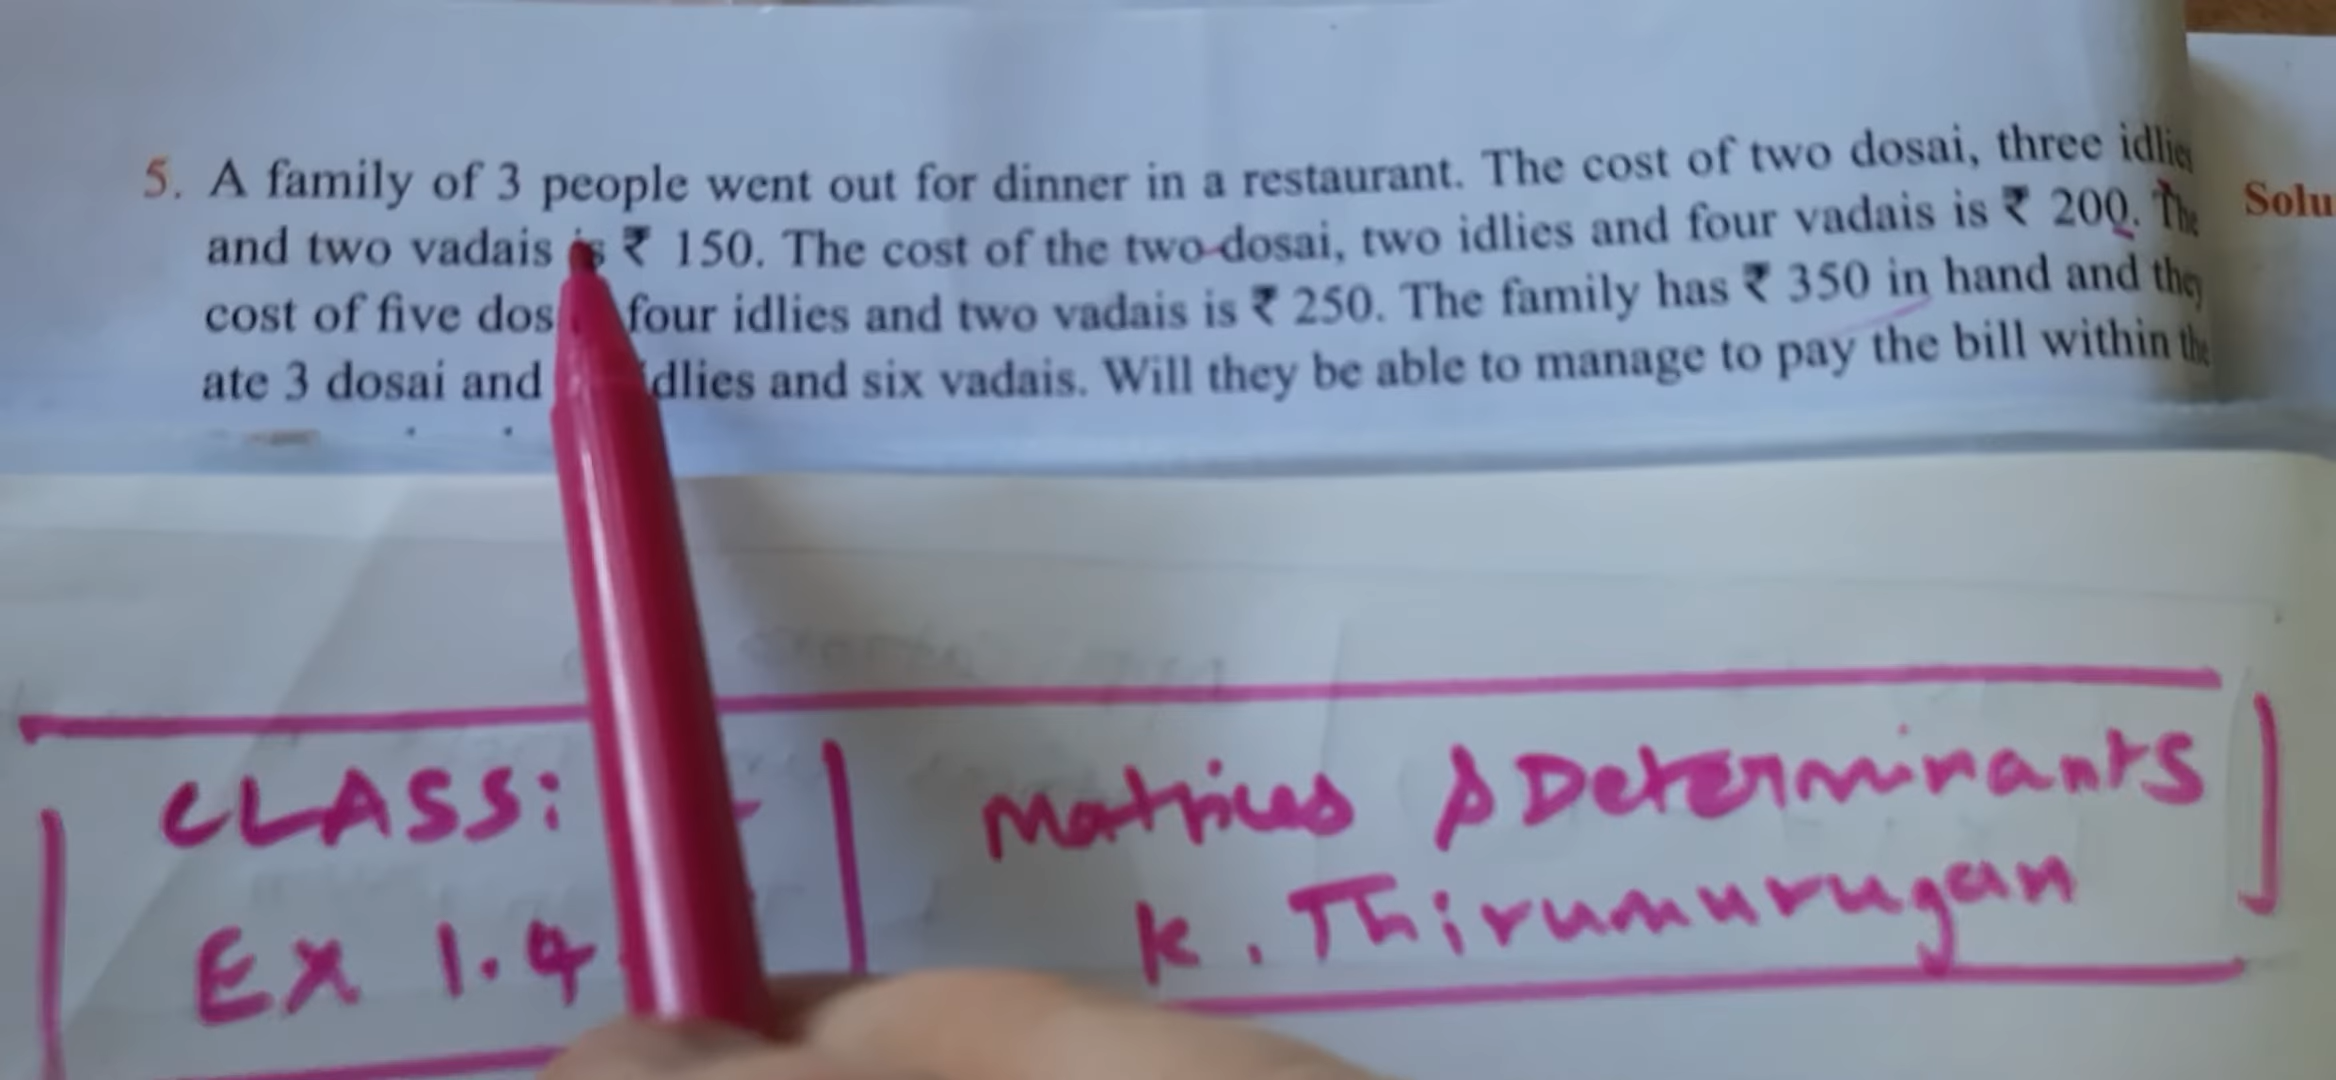 5. A family of 3 people went out for dinner in a restaurant. The cost of two dosai, three idlies
and two vadais is ₹ 150. The cost of the two dosai, two idlies and four vadais is ₹ 200. The
cost of five dos four idlies and two vadais is ₹ 250. The family has ₹ 350 in hand and they
ate 3 dosai and idlies and six vadais. Will they be able to manage to pay the bill within the
Solu
CLASS:
Matrices & Determinants
Ex 1.4
K. Thirumurugan